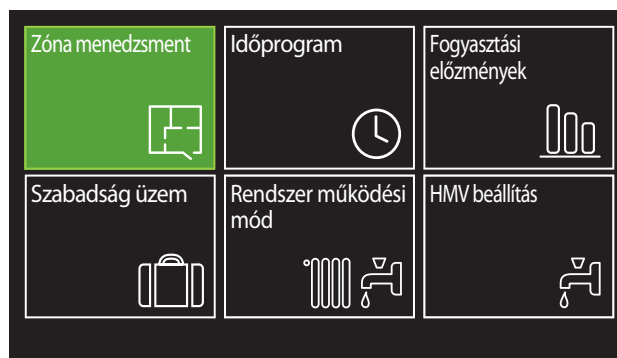 Zóna menedzsment
Időprogram
Fogyasztási
előzmények
Szabadság üzem
Rendszer működési
mód
HMV beállítás